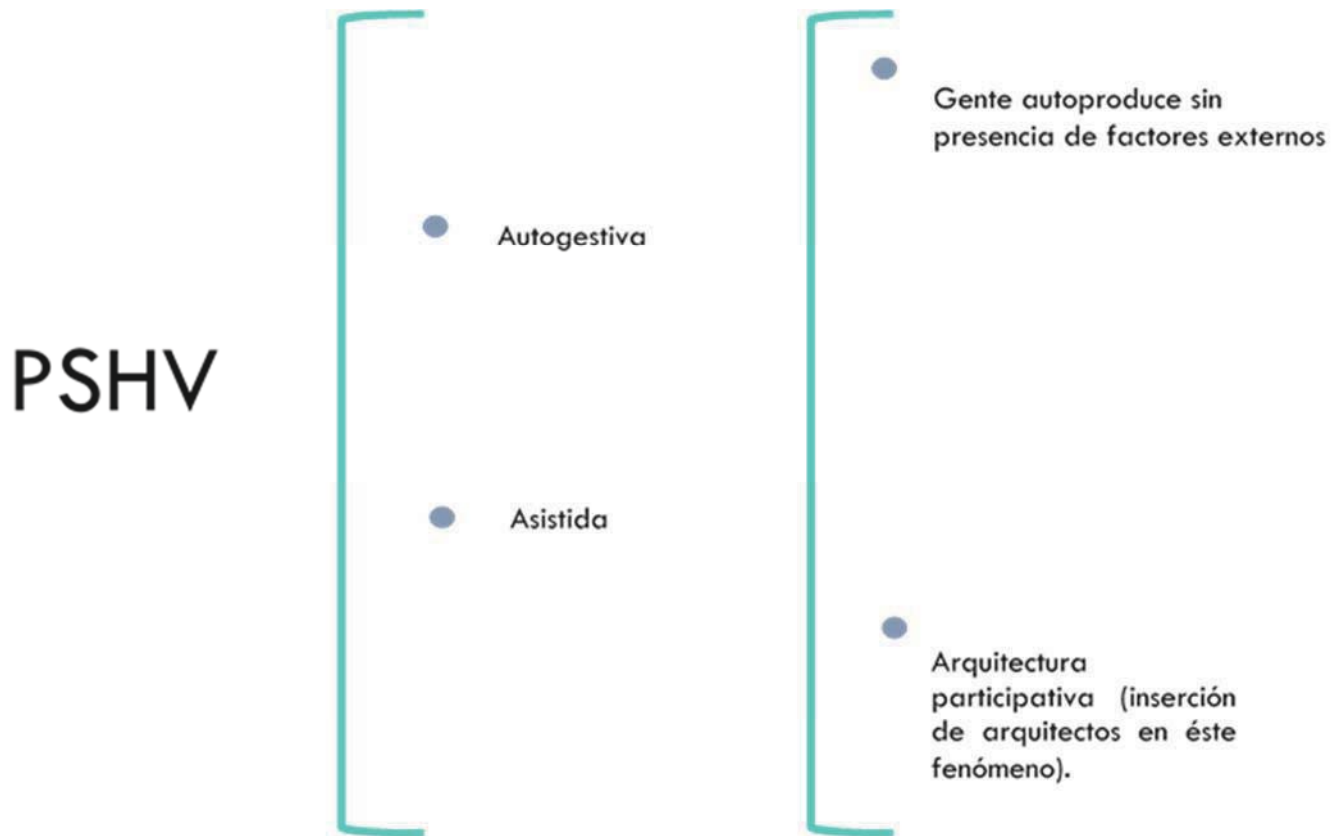 PSHV
Autogestiva
Asistida
Gente autoproduce sin
presencia de factores externos
Arquitectura
participativa (inserción
de arquitectos en éste
fenómeno).